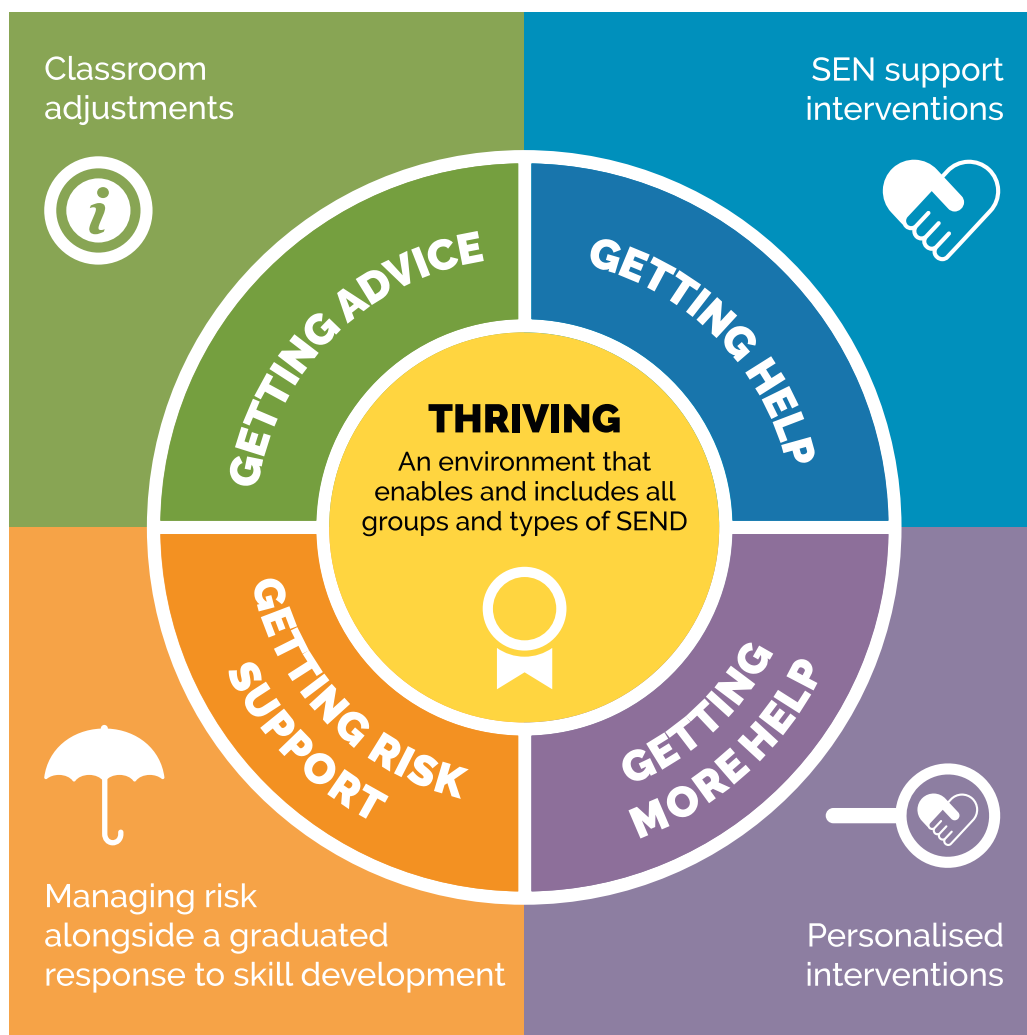 Classroom
adjustments
i
GETTING ADVICE
SEN support
interventions
GETTING HELP
THRIVING
An environment that
enables and includes all
groups and types of SEND
GETTING RISK
SUPPORT
Managing risk
alongside a graduated
response to skill development
GETTING
MORE HELP
Personalised
interventions